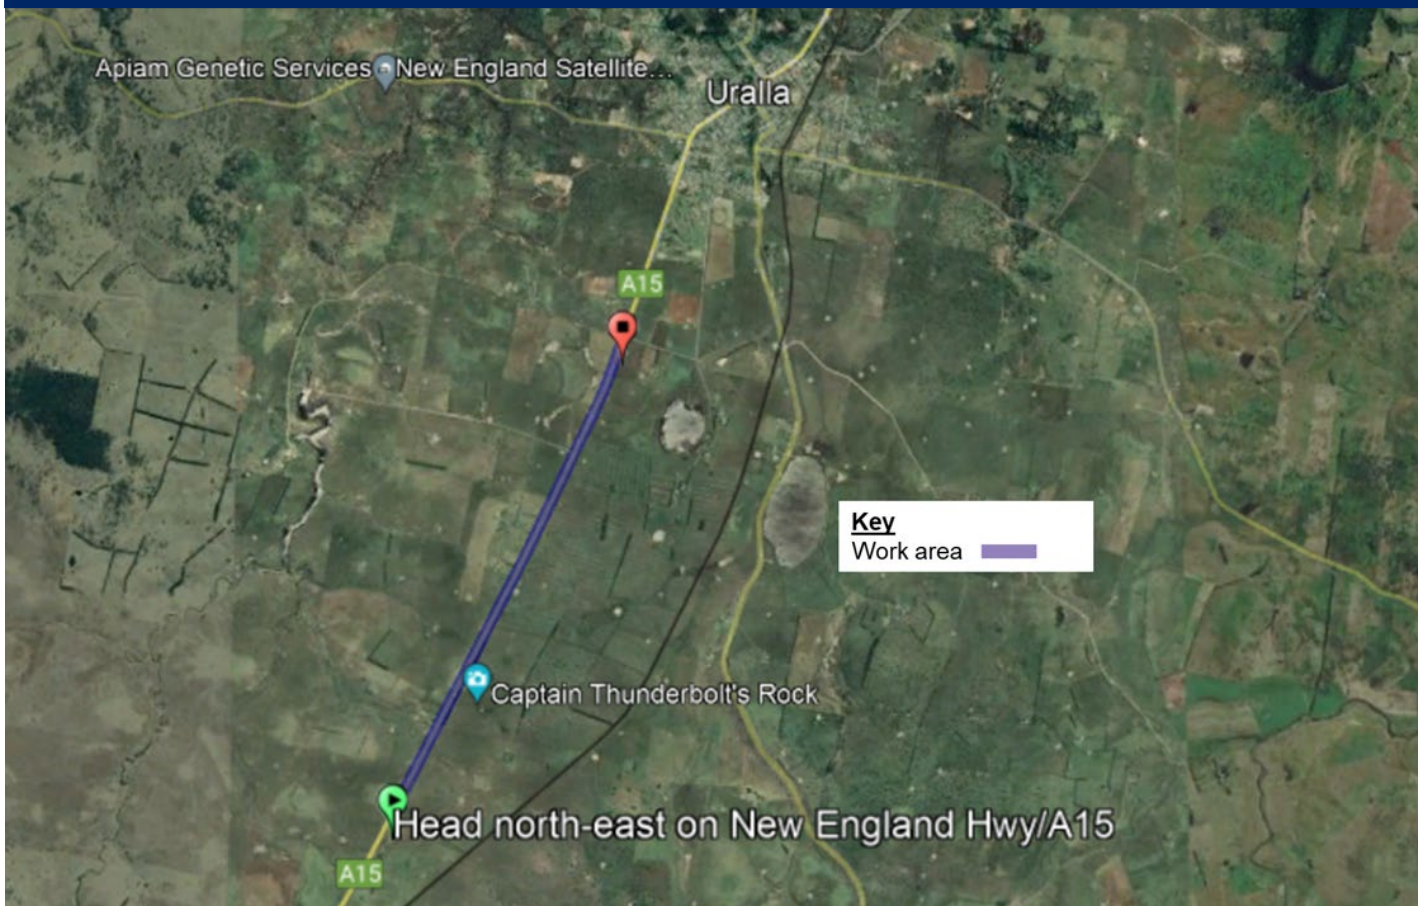 Apiam Genetic Services
New England Satellite...
Uralla
A15
Key
Work area
Captain Thunderbolt's Rock
Head north-east on New England Hwy/A15
A15